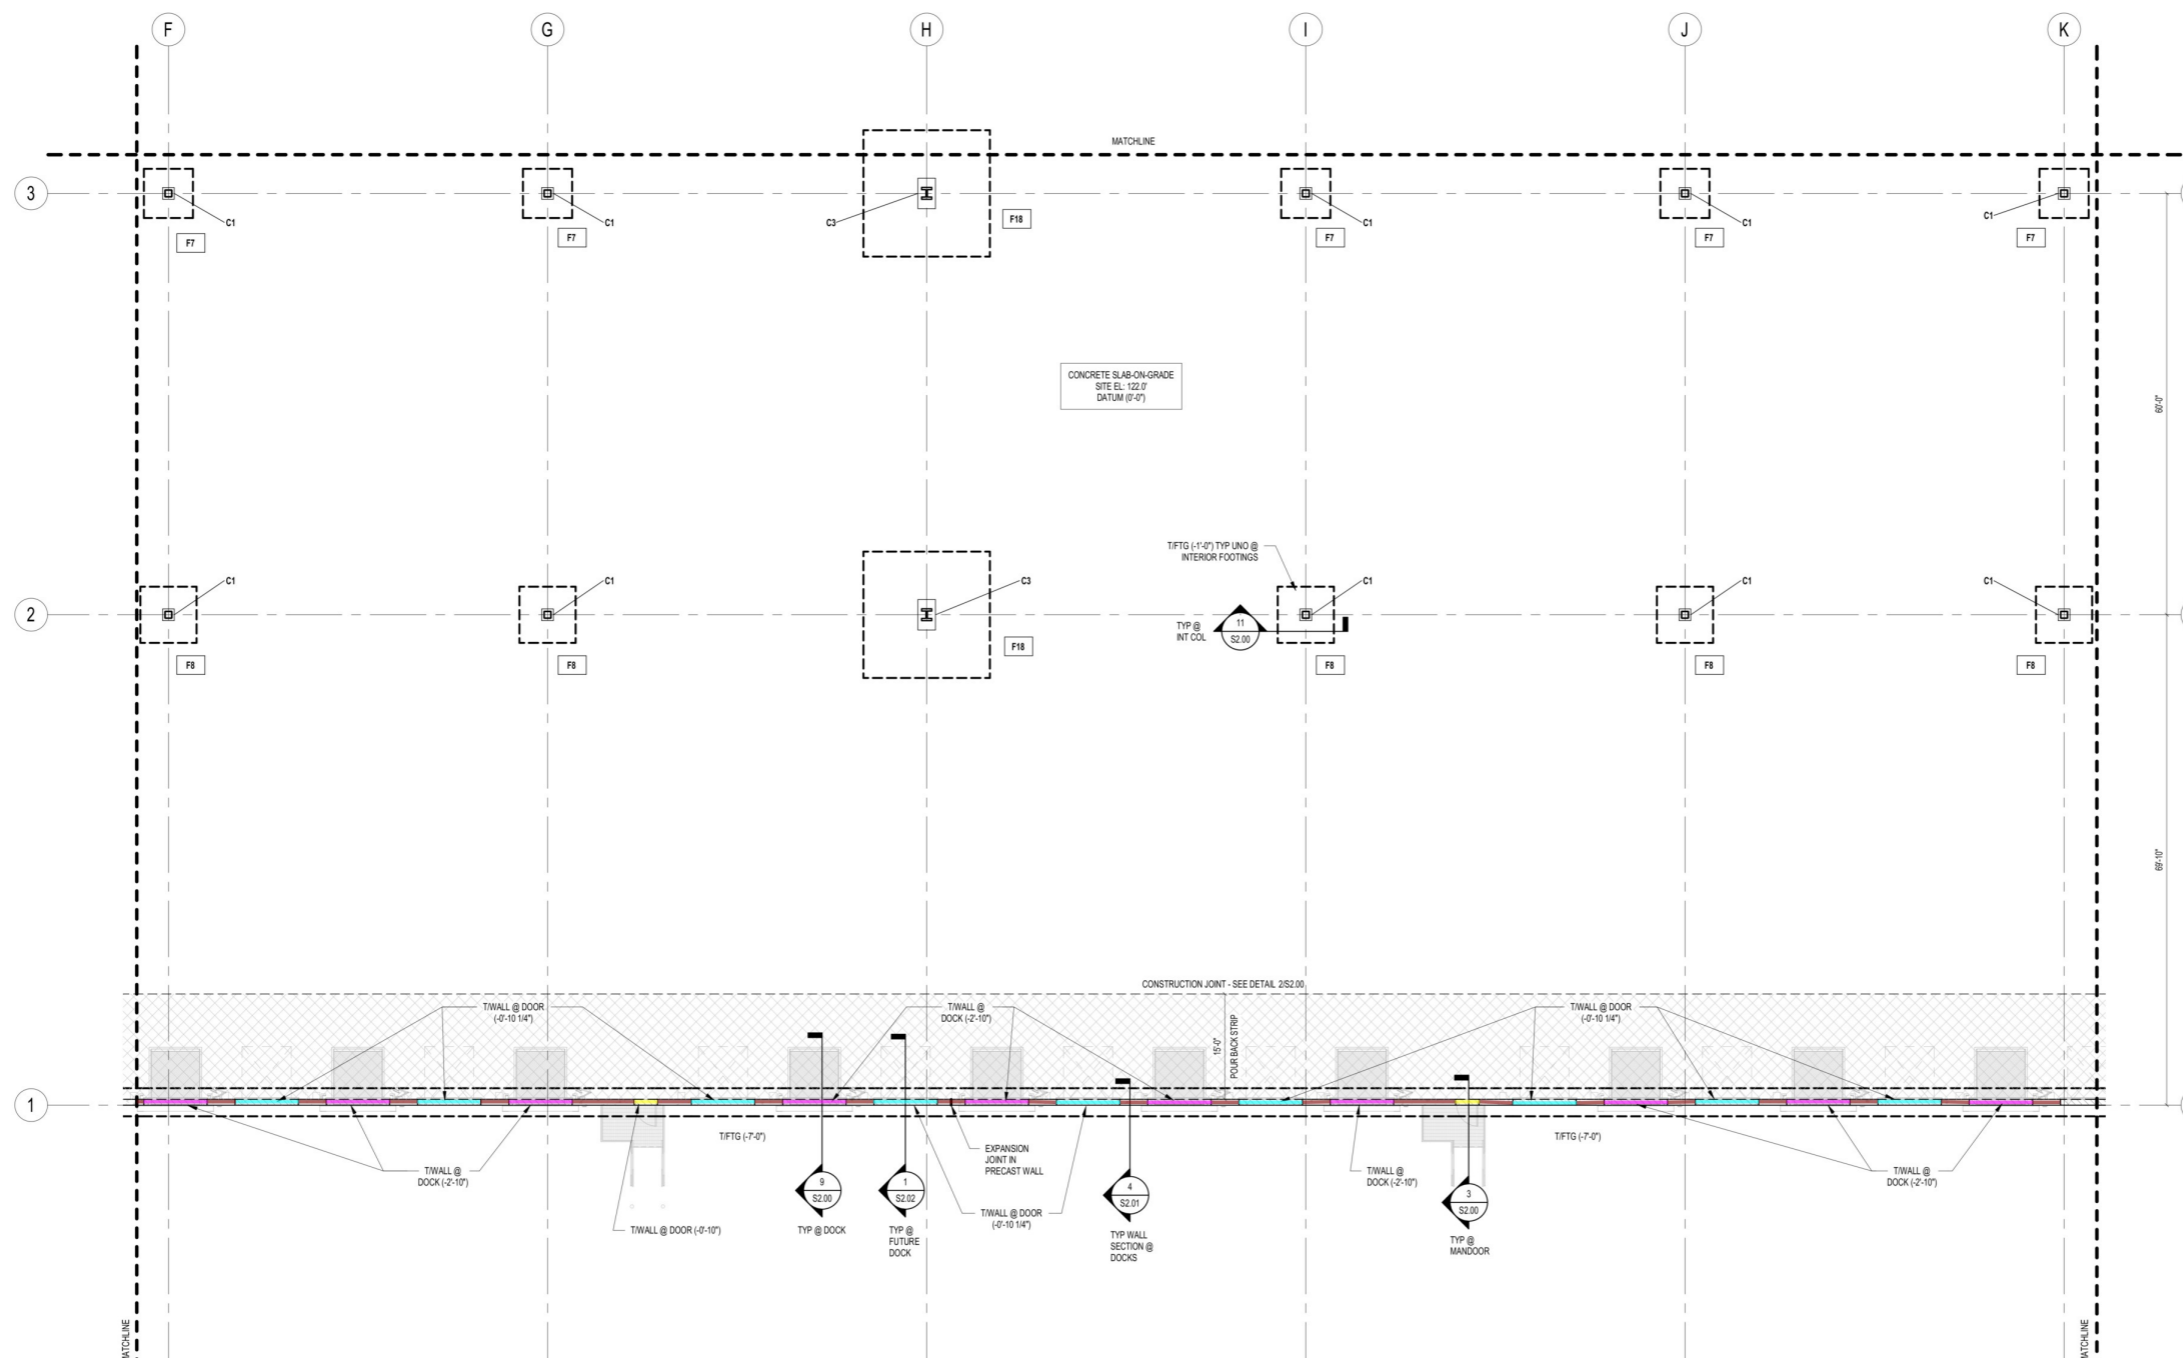 F
G
H
I
J
K
MATCHLINE
3
C1
C1
C3
C1
C1
C1
F7
F7
F18
F7
F7
F7
CONCRETE SLAB-ON-GRADE
SITE EL: 122.0'
DATUM (0'-0")
60'-0"
T/FTG (-1'-0") TYP UNO @
INTERIOR FOOTINGS
C1
C1
C3
C1
C1
C1
2
TYP @
INT COL
11
S2.00
F8
F8
F18
F8
F8
F8
69'-10"
CONSTRUCTION JOINT - SEE DETAIL 2/S2.00
T/WALL @ DOOR
(-0'-10 1/4")
T/WALL @
DOCK (-2'-10")
15'-0"
POUR BACK STRIP
T/WALL @ DOOR
(-0'-10 1/4")
1
T/FTG (-7'-0")
T/FTG (-7'-0")
T/WALL @
DOCK (-2'-10")
EXPANSION
JOINT IN
PRECAST WALL
T/WALL @
DOCK (-2'-10")
T/WALL @
DOCK (-2'-10")
9
S2.00
1
S2.02
4
S2.01
3
S2.00
T/WALL @ DOOR (-0'-10")
TYP @ DOCK
TYP @
FUTURE
DOCK
T/WALL @ DOOR
(-0'-10 1/4")
TYP WALL
SECTION @
DOCKS
TYP @
MANDOOR
MATCHLINE
MATCHLINE